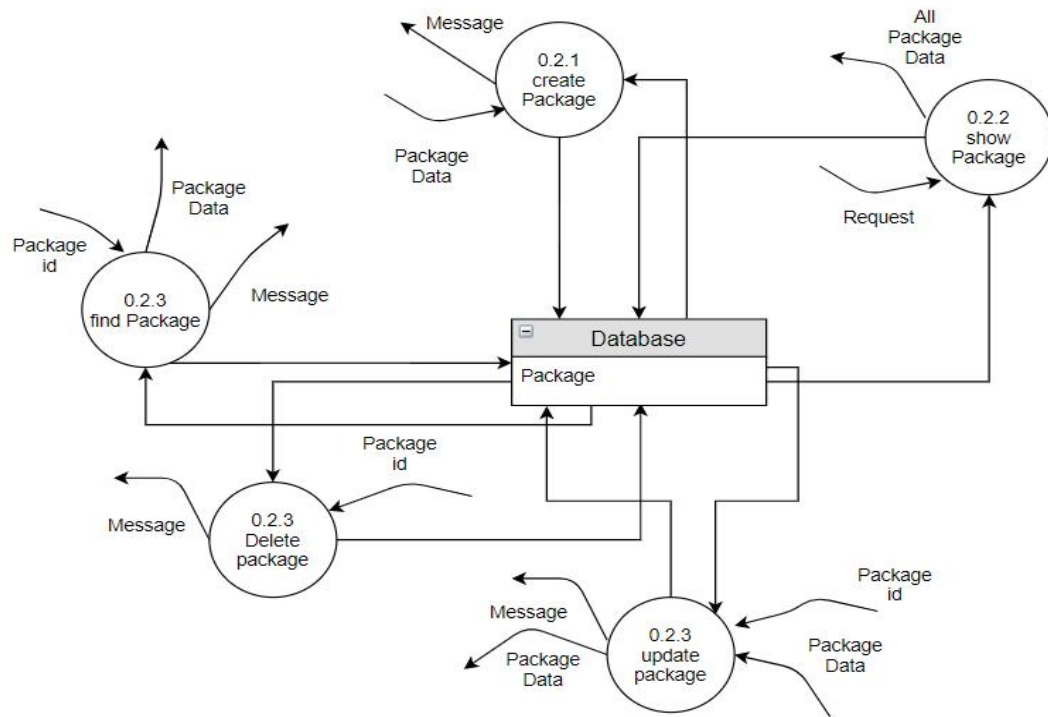 Message
0.2.1
create
Package
Package
Data
All
Package
Data
0.2.2
show
Package
Request
Package
id
Package
Data
0.2.3
find Package
Message
Database
Package
Package
id
Message
0.2.3
Delete
package
Message
Package
Data
0.2.3
update
package
Package
id
Package
Data